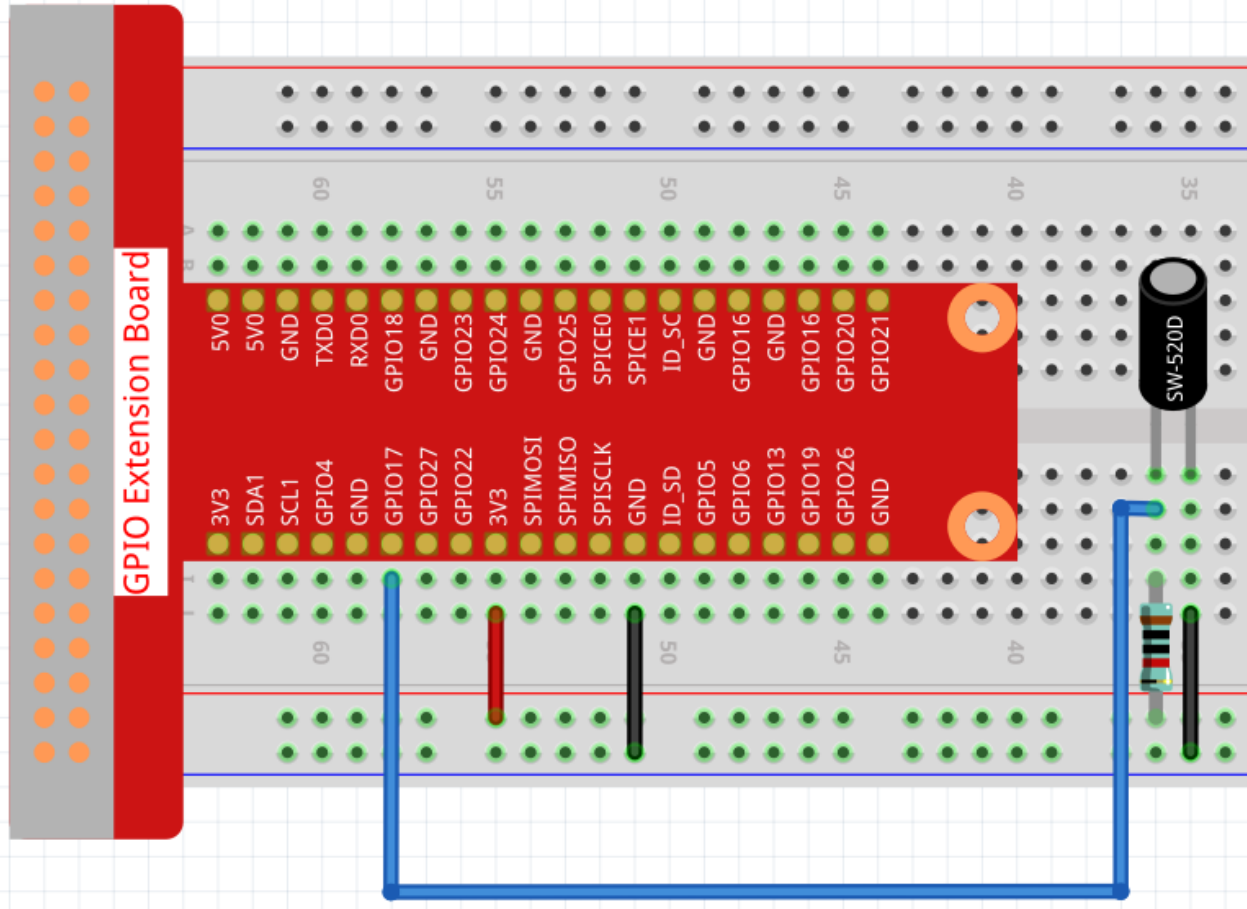 GPIO Extension Board
60
55
50
45
40
35
A
B
5V0
5V0
GND
TXD0
RXD0
GPIO18
GND
GPIO23
GPIO24
GND
GPIO25
SPICE0
SPICE1
ID_SC
GND
GPIO16
GND
GPIO16
GPIO20
GPIO21
SW-520D
3V3
SDA1
SCL1
GPIO4
GND
GPIO17
GPIO27
GPIO22
3V3
SPIMOSI
SPIMISO
SPISCLK
GND
ID_SD
GPIO5
GPIO6
GPIO13
GPIO19
GPIO26
GND
60
50
45
40